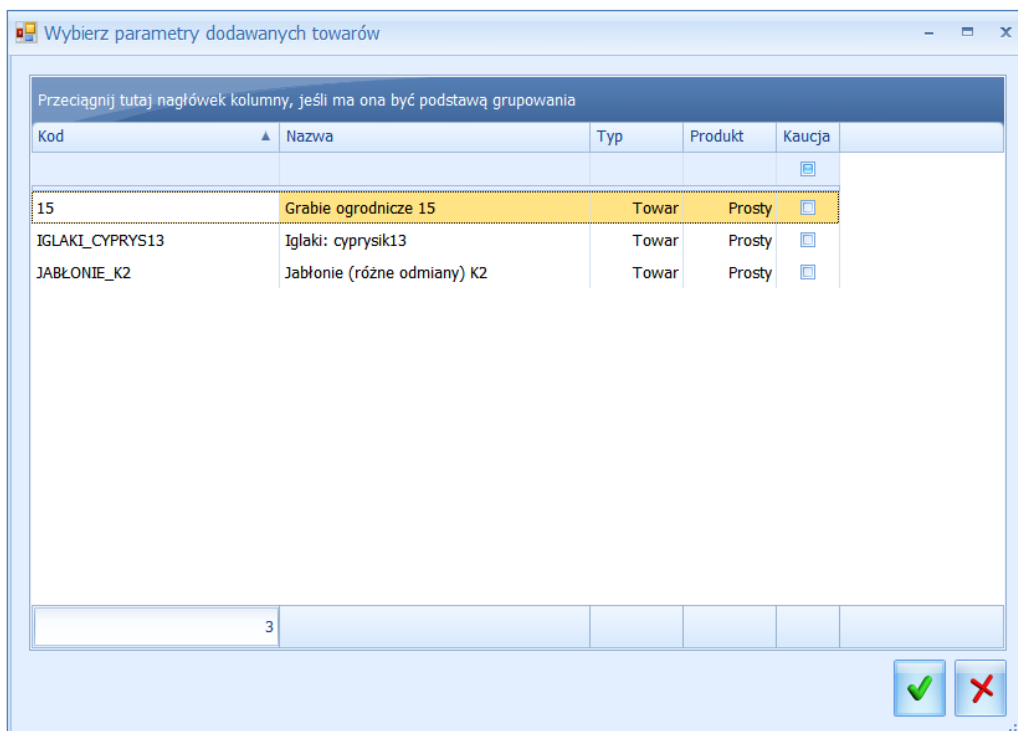 Wybierz parametry dodawanych towarów
Przeciągnij tutaj nagłówek kolumny, jeśli ma ona być podstawą grupowania
Kod Nazwa Typ Produkt Kaucja
15 Grabie ogrodnicze 15 Towar Prosty
IGLAKI_CYPRYS13 Iglaki: cyprysik13 Towar Prosty
JABŁONIE_K2 Jabłonie (różne odmiany) K2 Towar Prosty
3